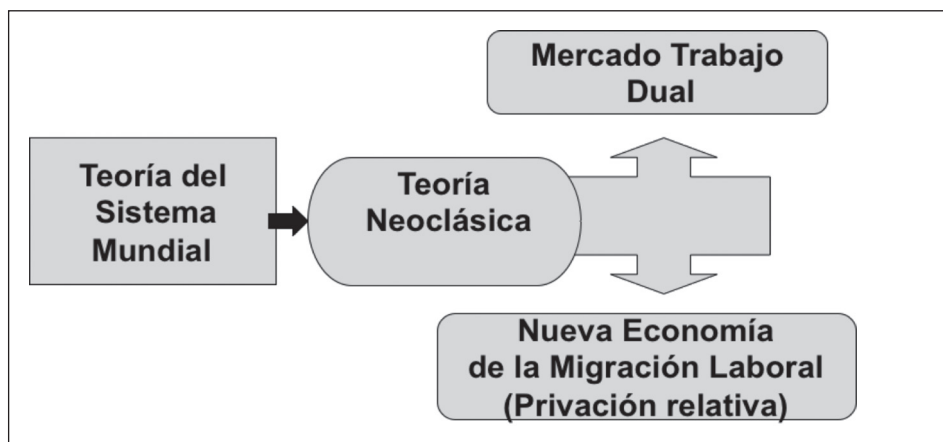 Mercado Trabajo
Dual
Teoría del
Sistema
Mundial
Teoría
Neoclásica
Nueva Economía
de la Migración Laboral
(Privación relativa)